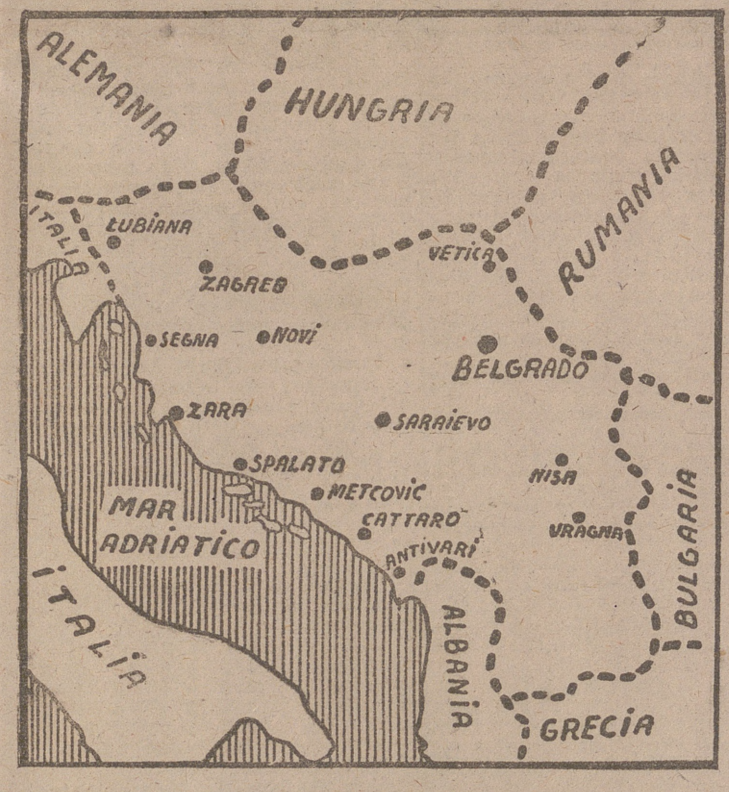 ALEMANIA
HUNGRIA
RUMANIA
ITALIA
LUBIANA
VETICA
ZAGREB
SEGNA
NOVI
BELGRADO
ZARA
SARAIEVO
SPALATO
NISA
METCOVIC
MAR
ADRIATICO
CATTARO
VRAGNA
BULGARIA
ANTIVARI
ITALIA
ALBANIA
GRECIA